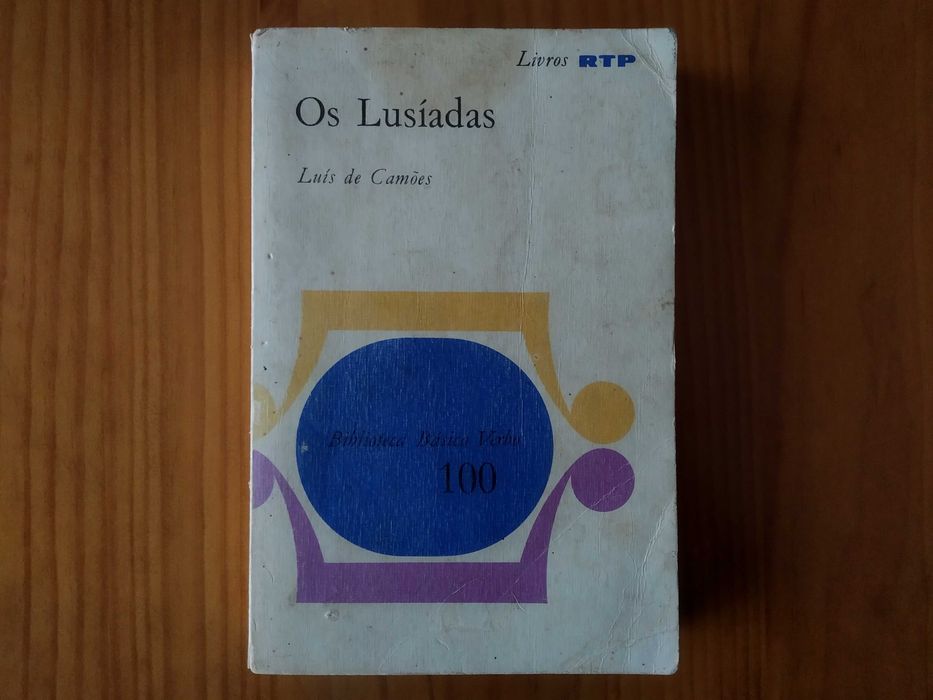 Livros RTP
Os Lusíadas
Luís de Camões
Biblioteca Básica Verbo
100